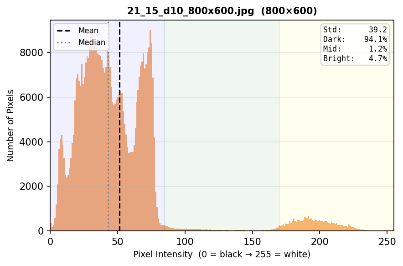 21_15_d10_800x600.jpg  (800×600)
Mean
Median
Std: 39.2
Dark: 94.1%
Mid: 1.2%
Bright: 4.7%
Number of Pixels
8000
6000
4000
2000
0
0 50 100 150 200 250
Pixel Intensity  (0 = black → 255 = white)